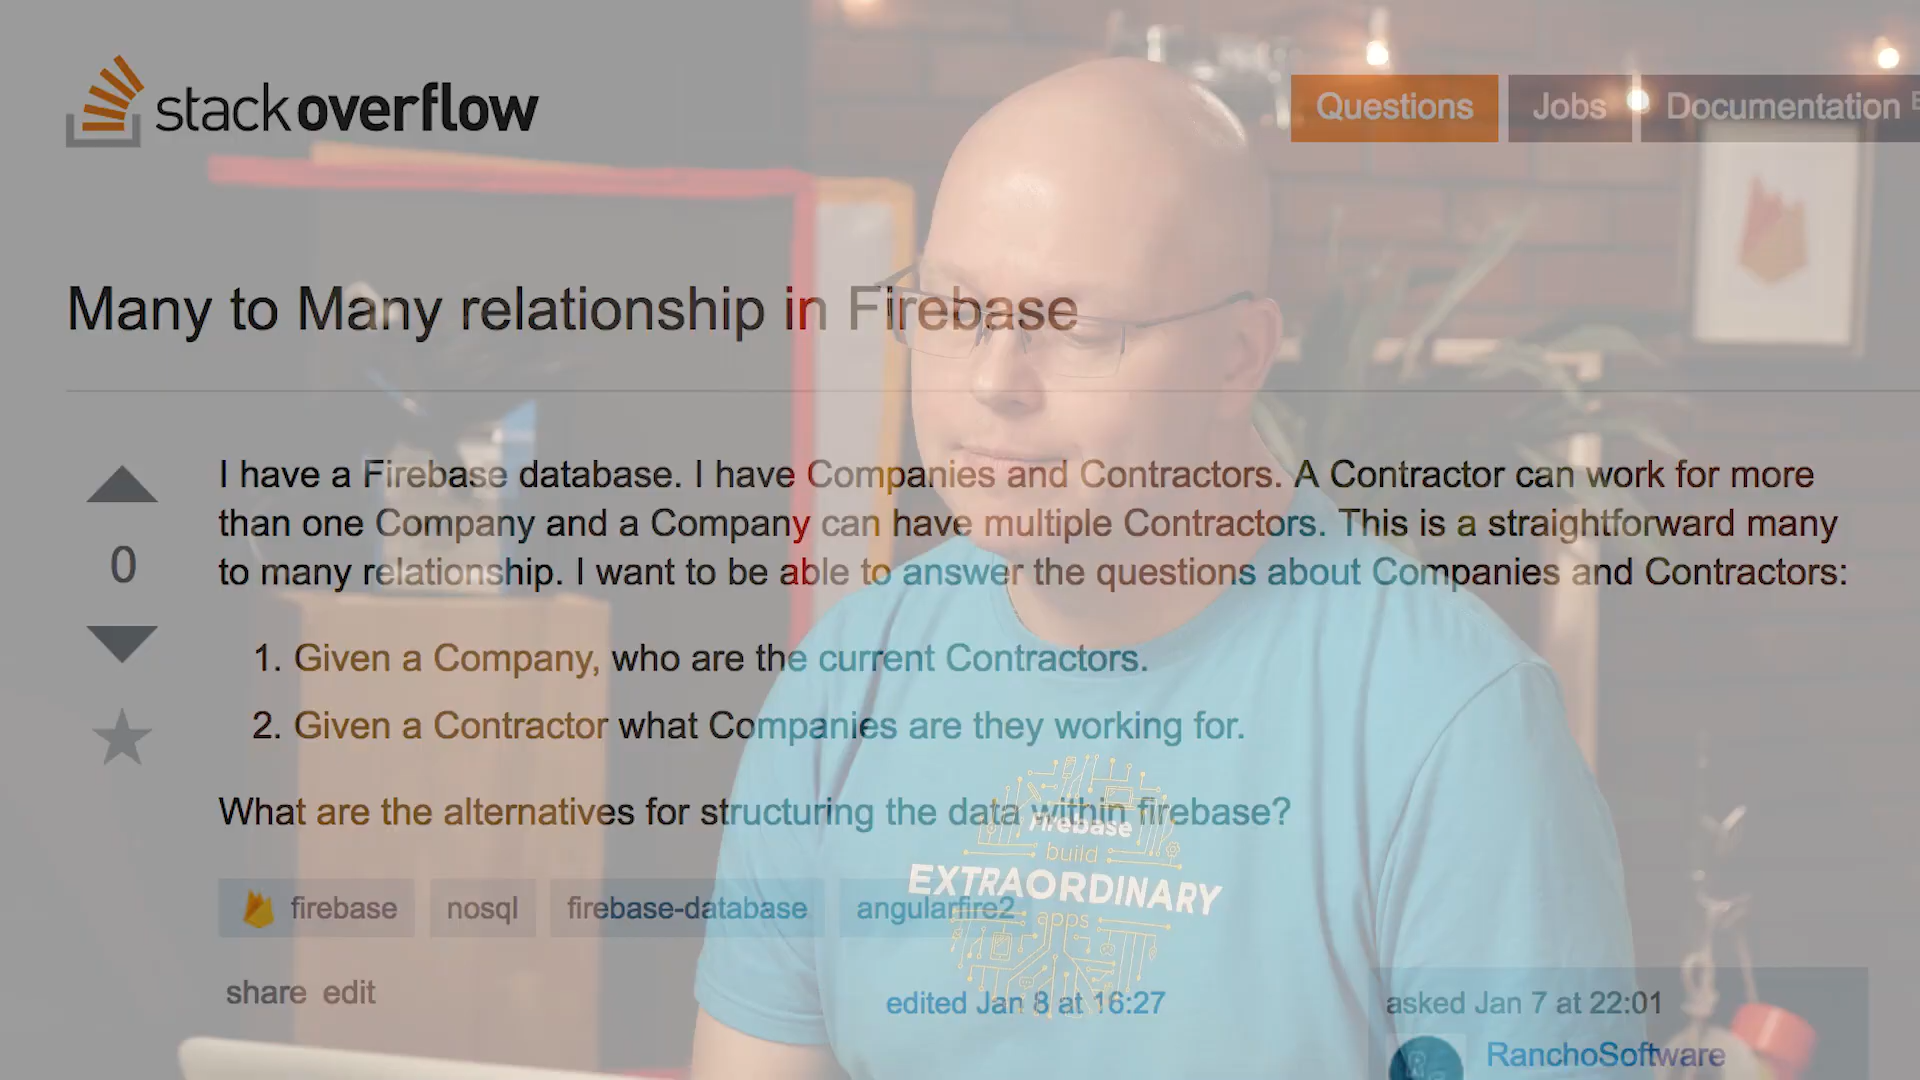 stackoverflow
Questions Jobs Documentation
Many to Many relationship in Firebase
I have a Firebase database. I have Companies and Contractors. A Contractor can work for more
than one Company and a Company can have multiple Contractors. This is a straightforward many
to many relationship. I want to be able to answer the questions about Companies and Contractors:
0
1. Given a Company, who are the current Contractors.
2. Given a Contractor what Companies are they working for.
What are the alternatives for structuring the data within firebase?
Firebase
build
EXTRAORDINARY
apps
firebase nosql firebase-database angularfire2
share edit
edited Jan 8 at 16:27
asked Jan 7 at 22:01
RanchoSoftware